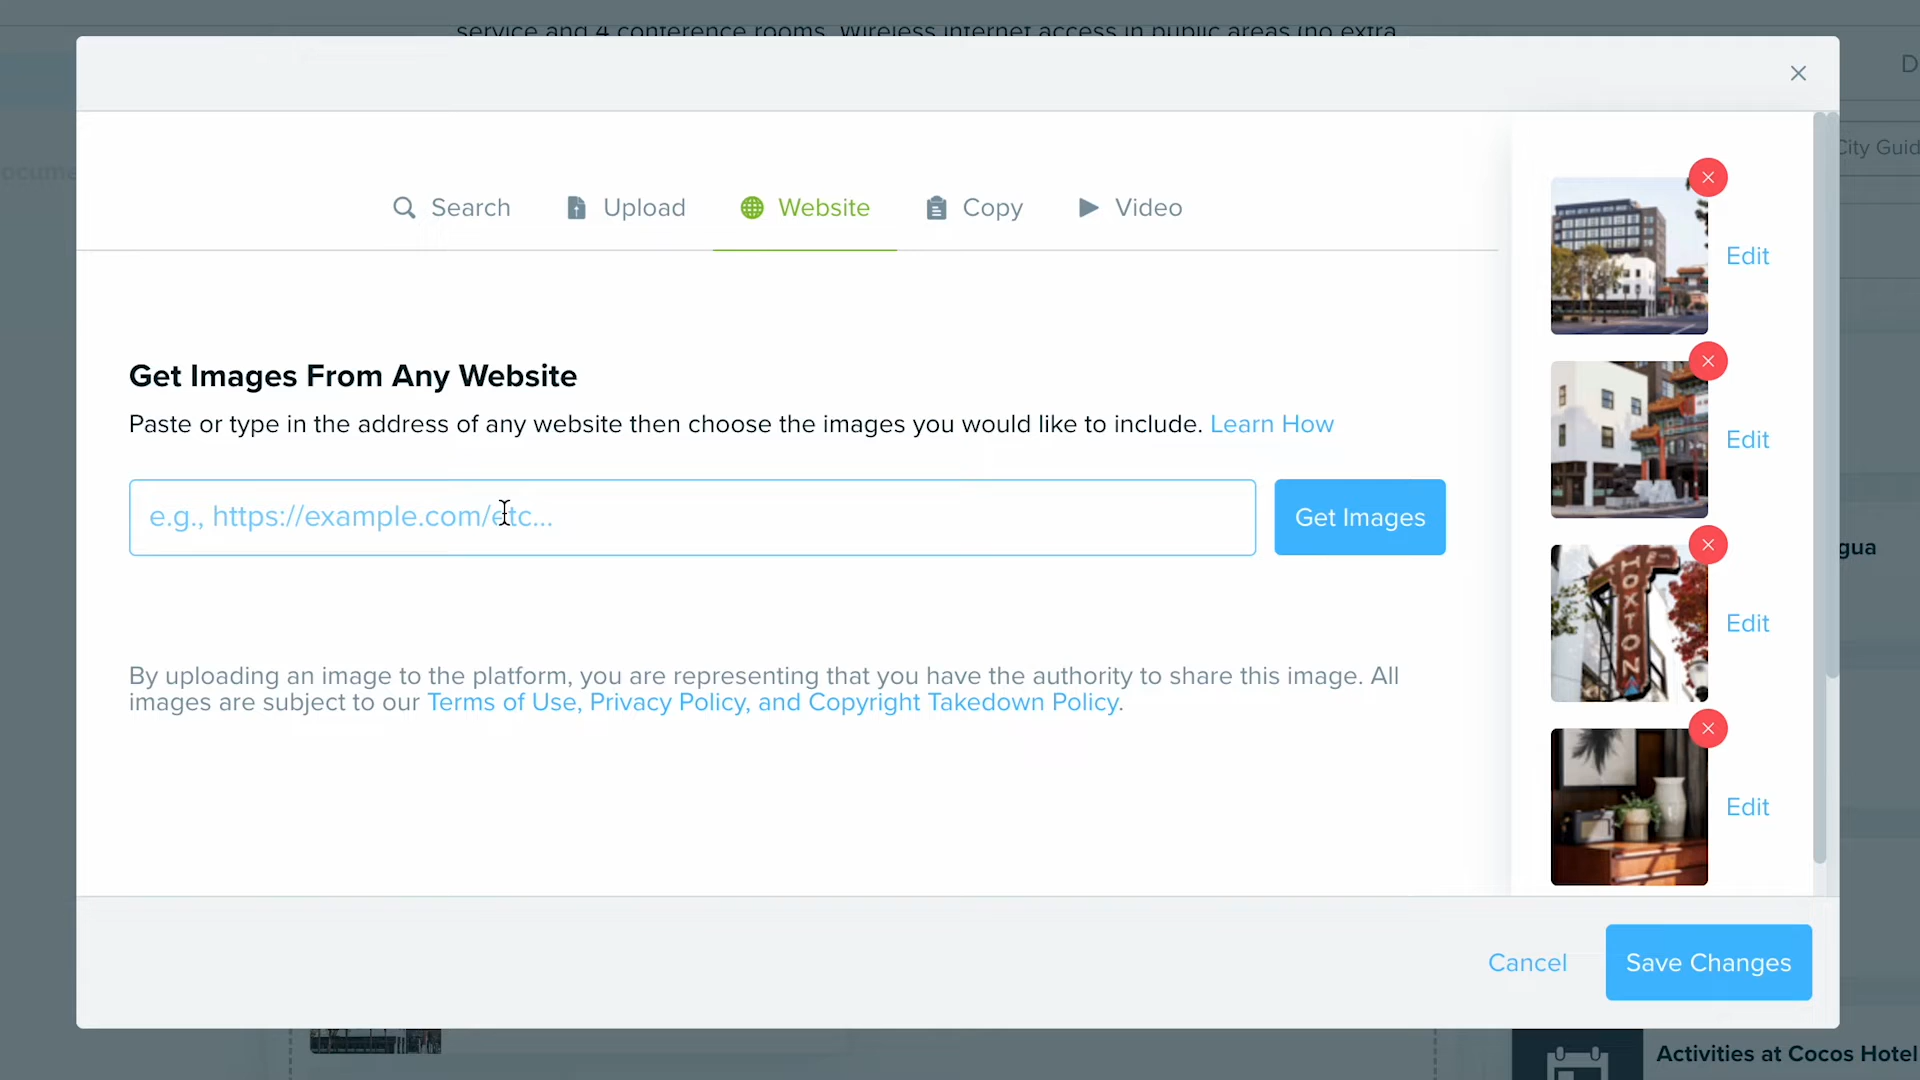 service and 4 conference rooms. Wireless internet access in public areas (no extra
D
City Guid
ocume
Search
Upload
Website
Copy
Video
Edit
Get Images From Any Website
Paste or type in the address of any website then choose the images you would like to include. Learn How
Edit
e.g., https://example.com/etc...
Get Images
gua
HOXTON
Edit
By uploading an image to the platform, you are representing that you have the authority to share this image. All
images are subject to our Terms of Use, Privacy Policy, and Copyright Takedown Policy.
Edit
Cancel
Save Changes
Activities at Cocos Hotel